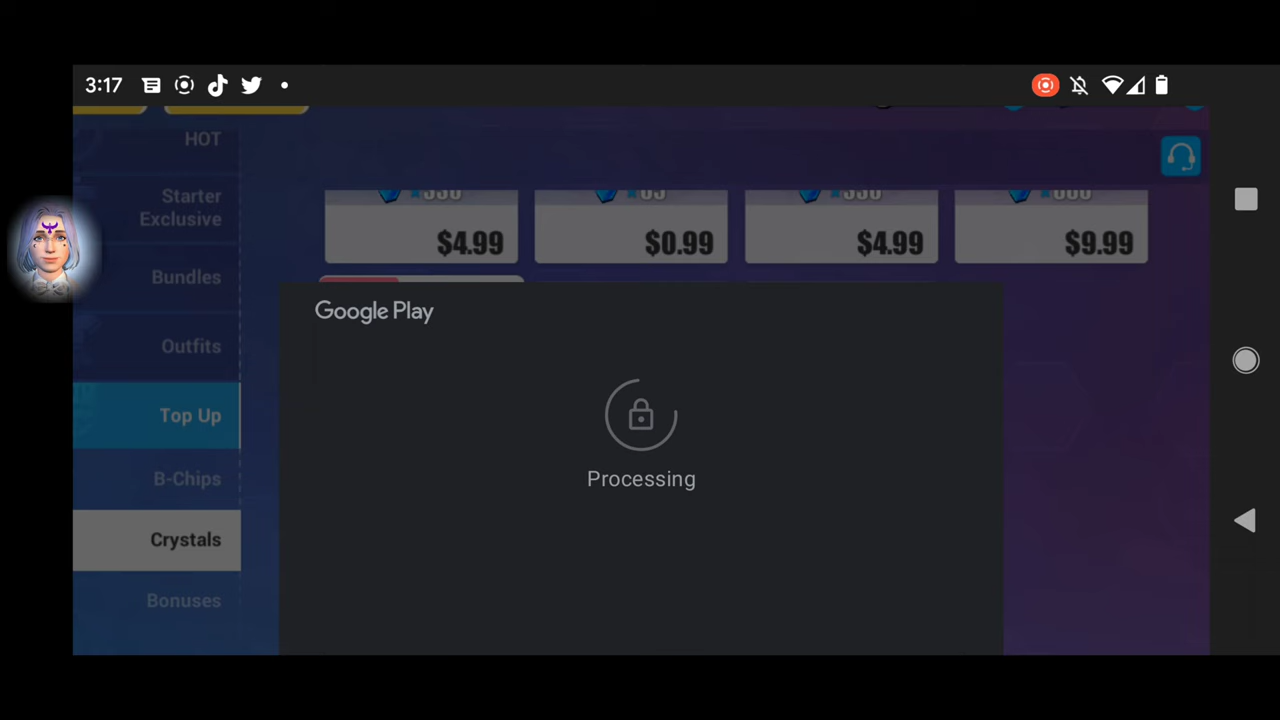 3:17
HOT
Starter
Exclusive
Bundles
Outfits
Top Up
B-Chips
Crystals
Bonuses
$4.99
$0.99
$4.99
$9.99
Google Play
Processing